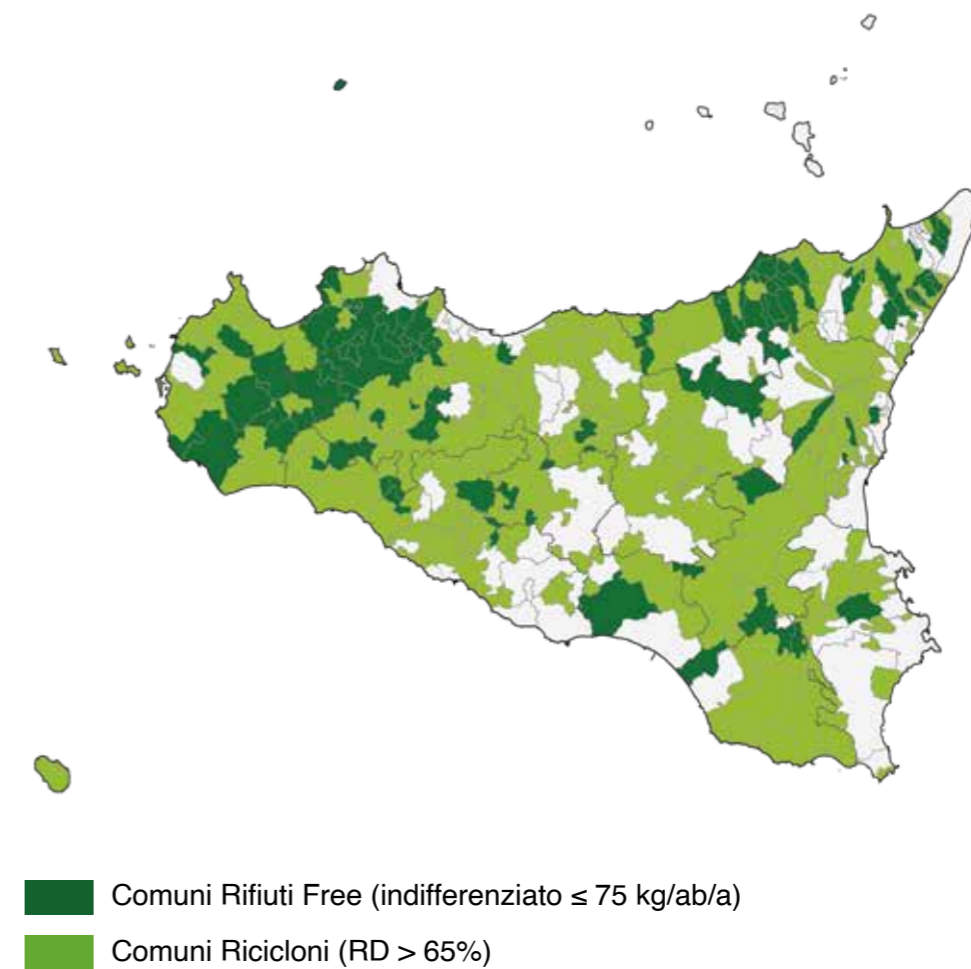 Comuni Rifiuti Free (indifferenziato ≤ 75 kg/ab/a)
Comuni Ricicloni (RD > 65%)